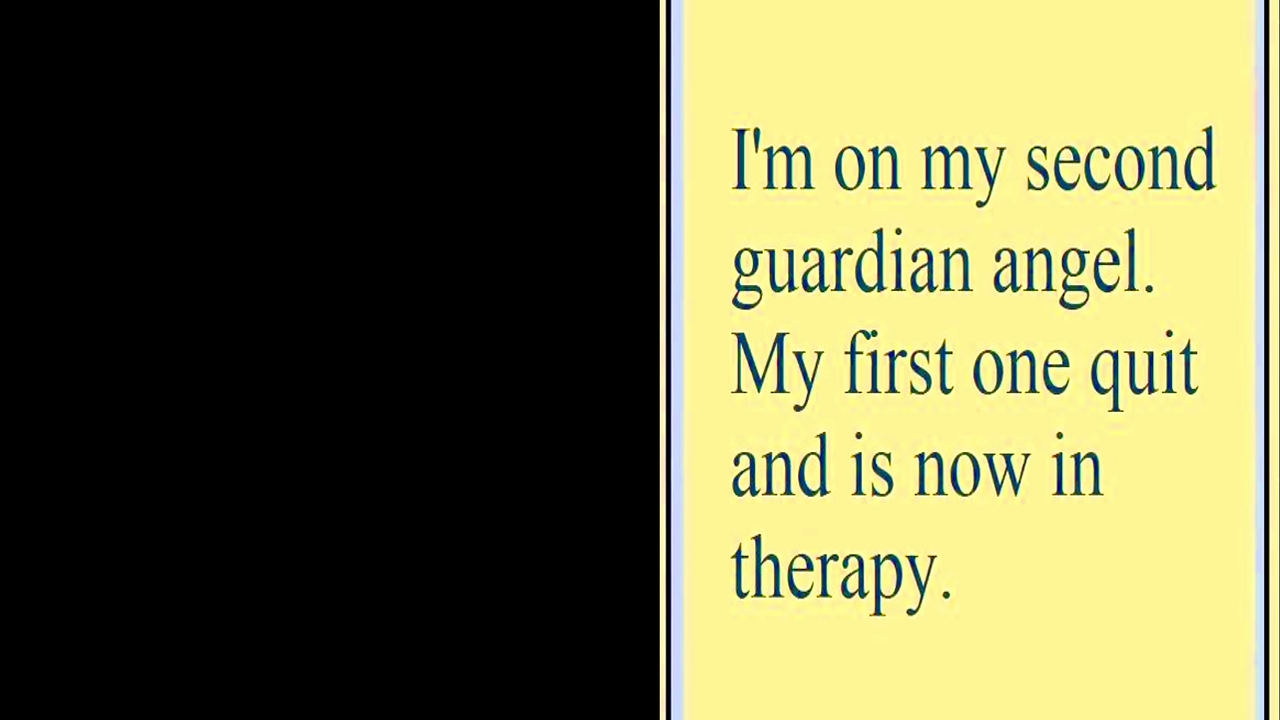 I'm on my second
guardian angel.
My first one quit
and is now in
therapy.